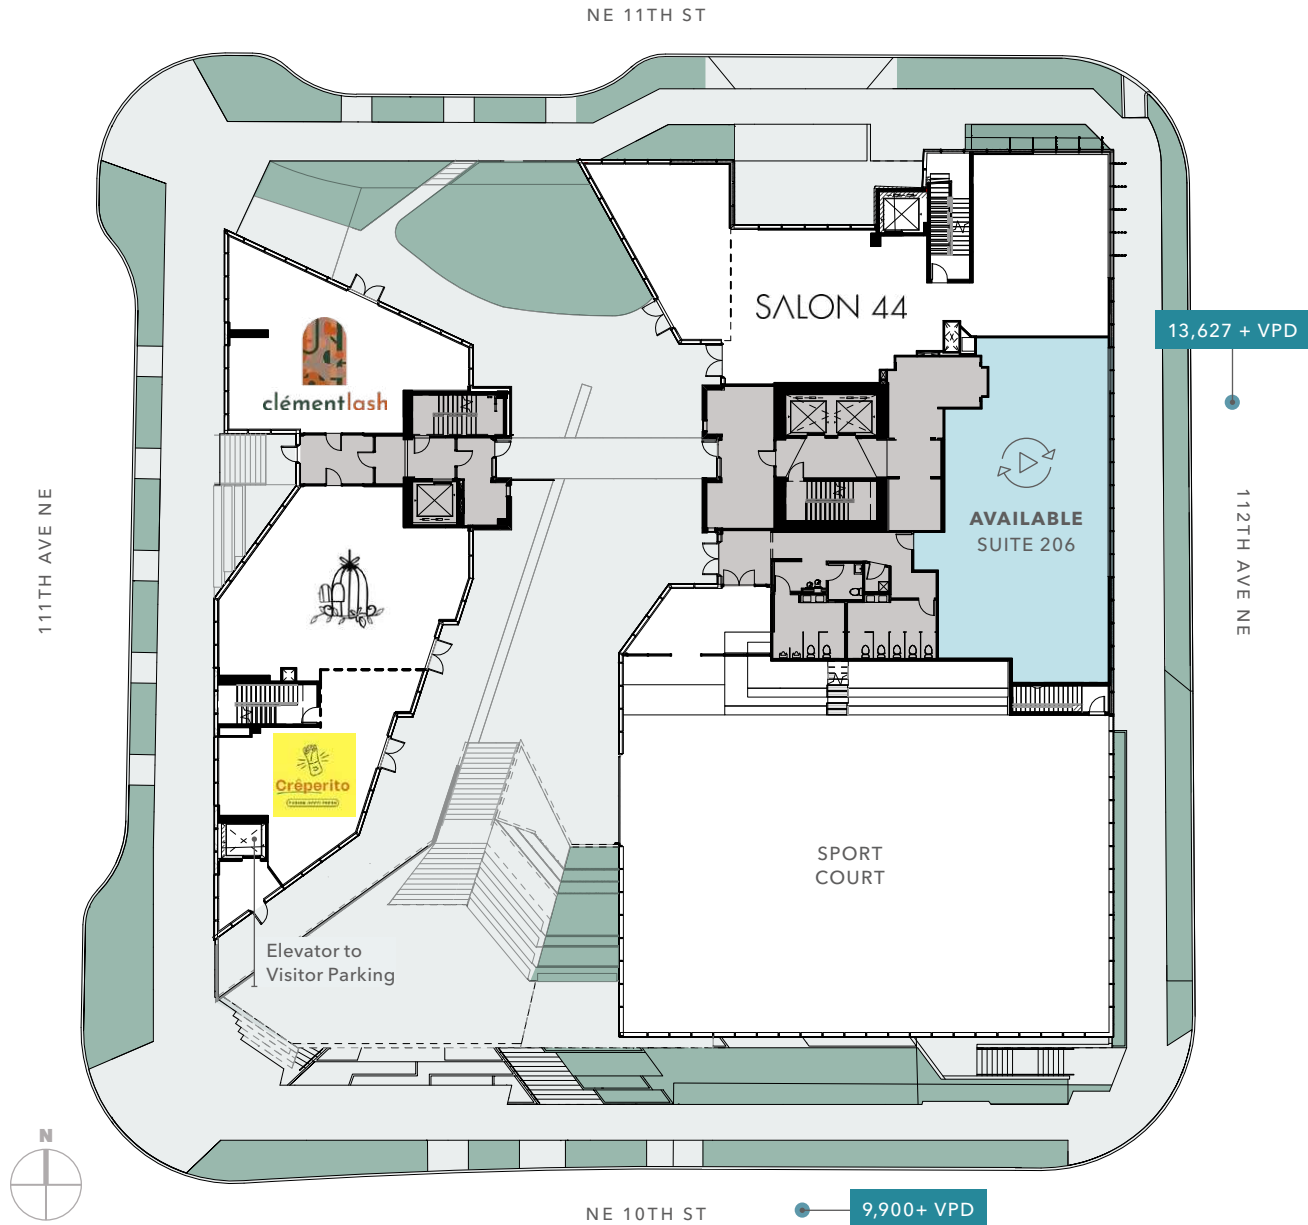 NE 11TH ST
SALON 44
13,627 + VPD
clémentlash
AVAILABLE
SUITE 206
111TH AVE NE
112TH AVE NE
Crêperito
SPORT
COURT
Elevator to
Visitor Parking
N
NE 10TH ST
9,900+ VPD